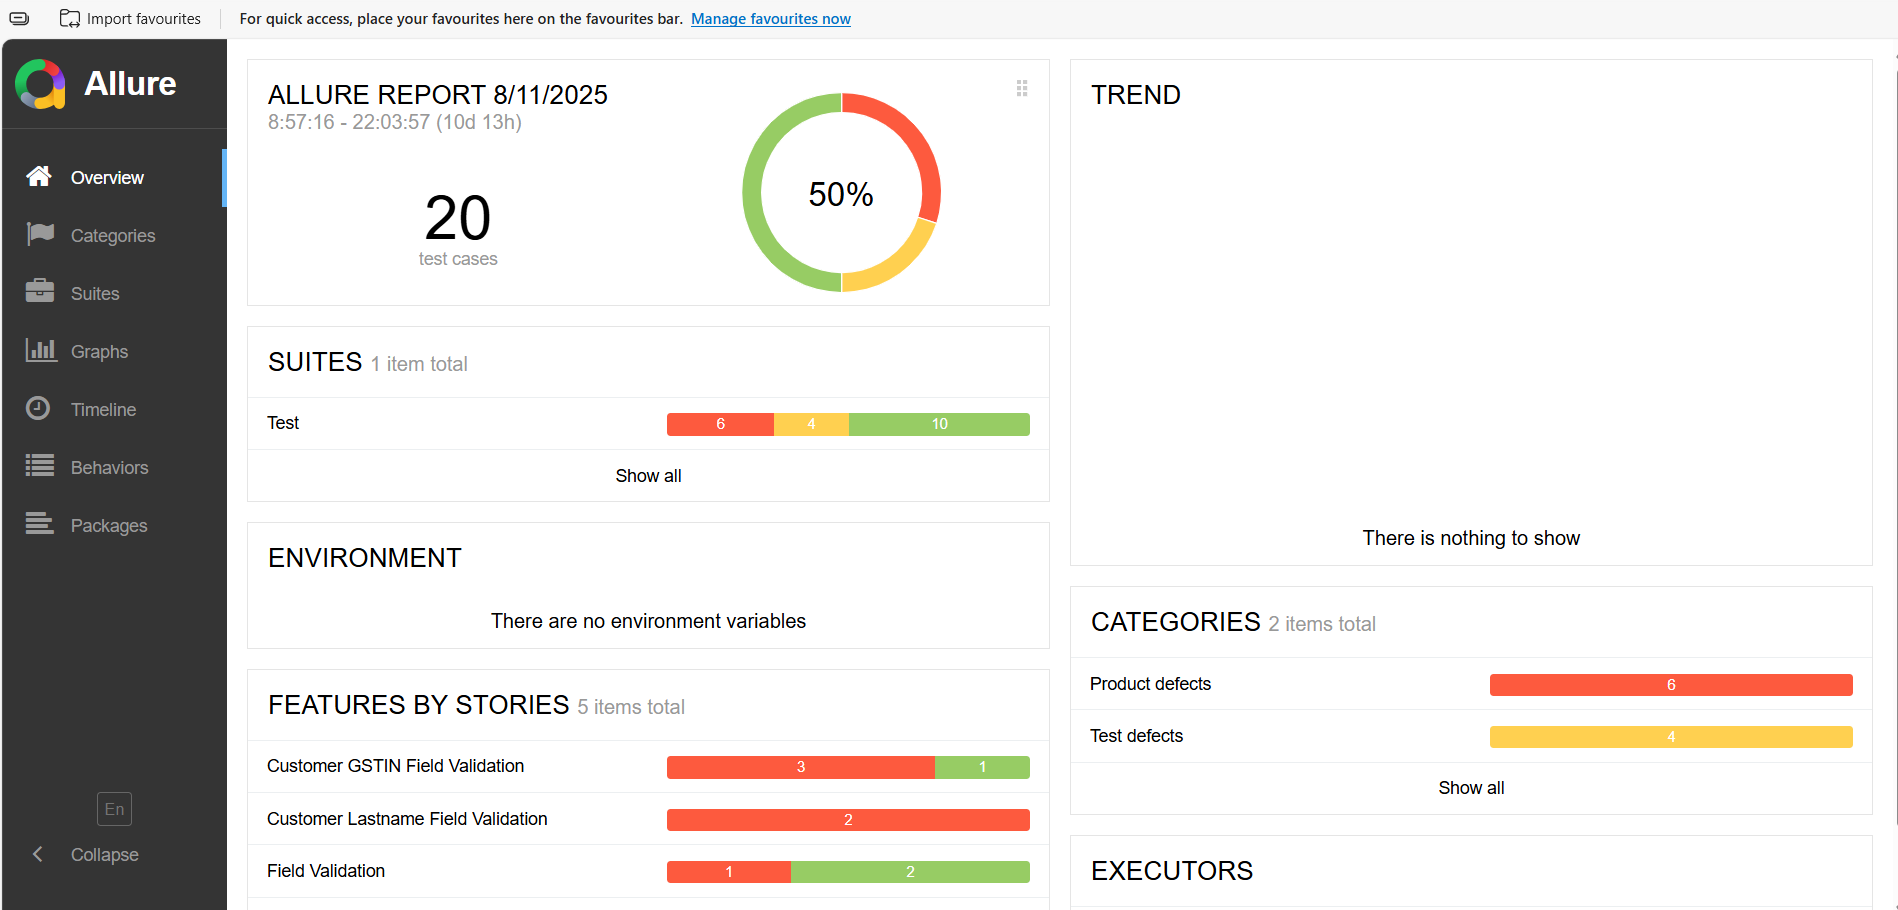 Import favourites
For quick access, place your favourites here on the favourites bar. Manage favourites now
Allure
Overview
Categories
Suites
Graphs
Timeline
Behaviors
Packages
En
Collapse
ALLURE REPORT 8/11/2025
8:57:16 - 22:03:57 (10d 13h)
20
test cases
50%
SUITES 1 item total
Test 6 4 10
Show all
ENVIRONMENT
There are no environment variables
FEATURES BY STORIES 5 items total
Customer GSTIN Field Validation 3 1
Customer Lastname Field Validation 2
Field Validation 1 2
TREND
There is nothing to show
CATEGORIES 2 items total
Product defects 6
Test defects 4
Show all
EXECUTORS